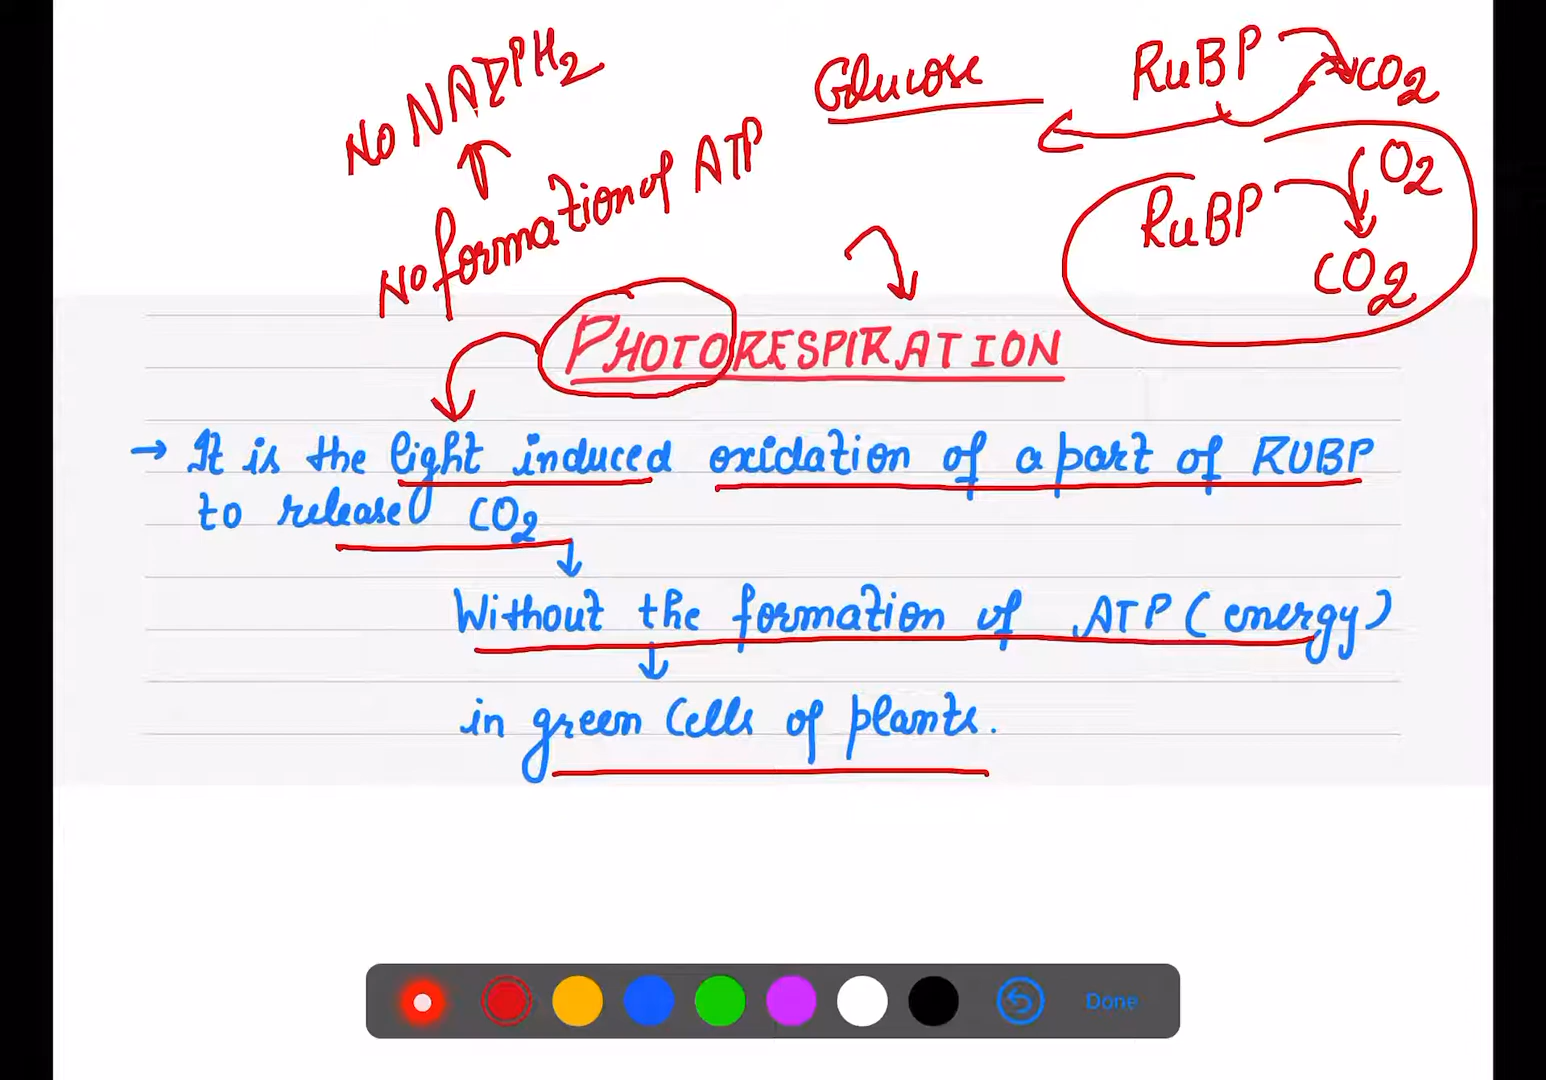 No NADPH2
Glucose
RuBP CO2
No formation of ATP
O2
RuBP
CO2
PHOTORESPIRATION
→ It is the light induced oxidation of a part of RUBP
to release CO2
Without the formation of ATP (energy)
in green cells of plants.
Done